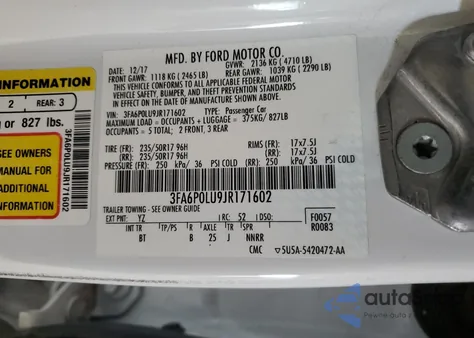 MFD. BY FORD MOTOR CO.
12/17
GVWR: 2136 KG ( 4710 LB)
FRONT GAWR: 1118 KG ( 2465 LB)
REAR GAWR: 1039 KG ( 2290 LB)
THIS VEHICLE CONFORMS TO ALL APPLICABLE FEDERAL MOTOR
VEHICLE SAFETY, BUMPER, AND THEFT PREVENTION STANDARDS
IN EFFECT ON THE DATE OF MANUFACTURE SHOWN ABOVE.
VIN: 3FA6P0LU9JR171602 TYPE: Passenger Car
MAXIMUM LOAD = OCCUPANTS + LUGGAGE = 375KG/827LB
OCCUPANTS = 5 TOTAL: 2 FRONT, 3 REAR
TIRE (FR): 235/50R17 96H RIMS (FR): 17x7.5J
TIRE (RR): 235/50R17 96H (RR): 17x7.5J
PRESSURE (FR): 250 kPa/ 36 PSI COLD (RR): 250 kPa/ 36 PSI COLD
3FA6P0LU9JR171602
TRAILER TOWING - SEE OWNER GUIDE
EXT PNT: YZ RC: 52 DSO: F0057
R0083
INT TR TP/PS R AXLE TR SPR
BT B 25 J NNRR
CMC 5U5A-5420472-AA
INFORMATION
2 REAR: 3
or 827 lbs.
SEE OWNERS
MANUAL FOR
3FA6P0LU9JR171602